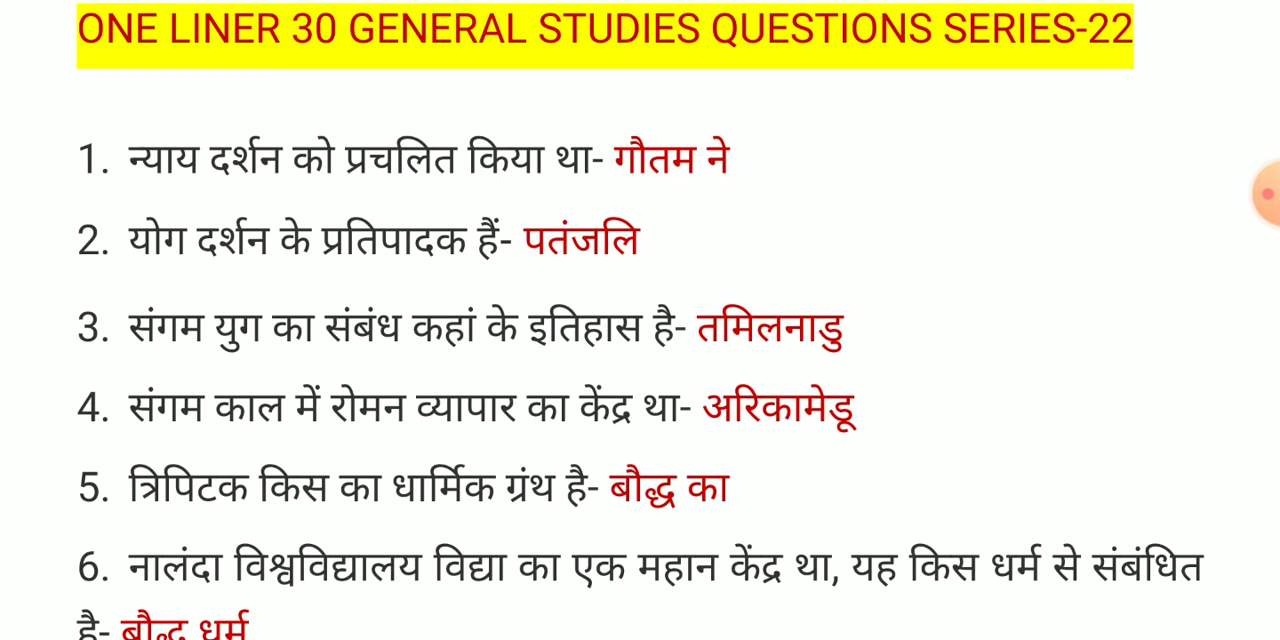 ONE LINER 30 GENERAL STUDIES QUESTIONS SERIES-22
1. न्याय दर्शन को प्रचलित किया था- गौतम ने
2. योग दर्शन के प्रतिपादक हैं- पतंजलि
3. संगम युग का संबंध कहां के इतिहास है- तमिलनाडु
4. संगम काल में रोमन व्यापार का केंद्र था- अरिकामेडू
5. त्रिपिटक किस का धार्मिक ग्रंथ है- बौद्ध का
6. नालंदा विश्वविद्यालय विद्या का एक महान केंद्र था, यह किस धर्म से संबंधित
है- बौद्ध धर्म